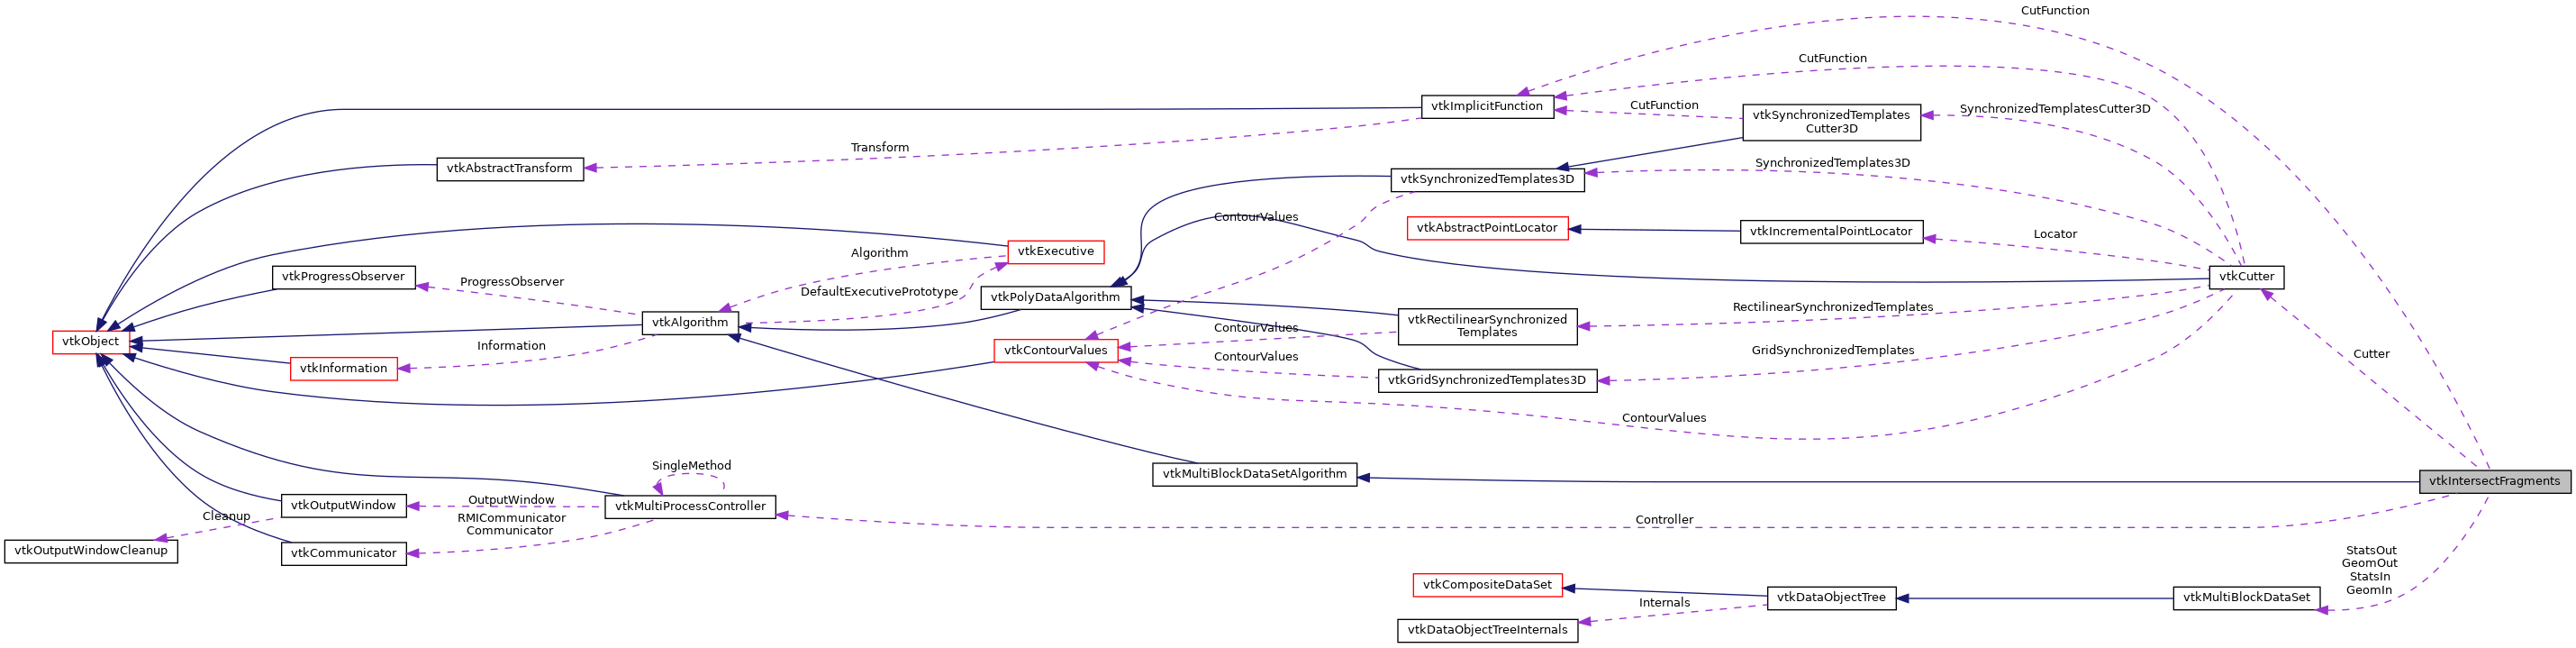 CutFunction
CutFunction
vtkImplicitFunction
CutFunction
vtkSynchronizedTemplates
Cutter3D
SynchronizedTemplatesCutter3D
Transform
vtkAbstractTransform
vtkSynchronizedTemplates3D
SynchronizedTemplates3D
ContourValues
vtkAbstractPointLocator
vtkIncrementalPointLocator
Locator
Algorithm
vtkExecutive
vtkProgressObserver
ProgressObserver
DefaultExecutivePrototype
vtkPolyDataAlgorithm
vtkCutter
RectilinearSynchronizedTemplates
vtkAlgorithm
ContourValues
vtkRectilinearSynchronized
Templates
vtkObject
Information
vtkContourValues
ContourValues
GridSynchronizedTemplates
Cutter
vtkInformation
vtkGridSynchronizedTemplates3D
ContourValues
SingleMethod
vtkMultiBlockDataSetAlgorithm
vtkIntersectFragments
vtkOutputWindow
OutputWindow
vtkMultiProcessController
Cleanup
RMICommunicator
Communicator
Controller
vtkOutputWindowCleanup
vtkCommunicator
StatsOut
GeomOut
StatsIn
GeomIn
vtkCompositeDataSet
Internals
vtkDataObjectTree
vtkMultiBlockDataSet
vtkDataObjectTreeInternals